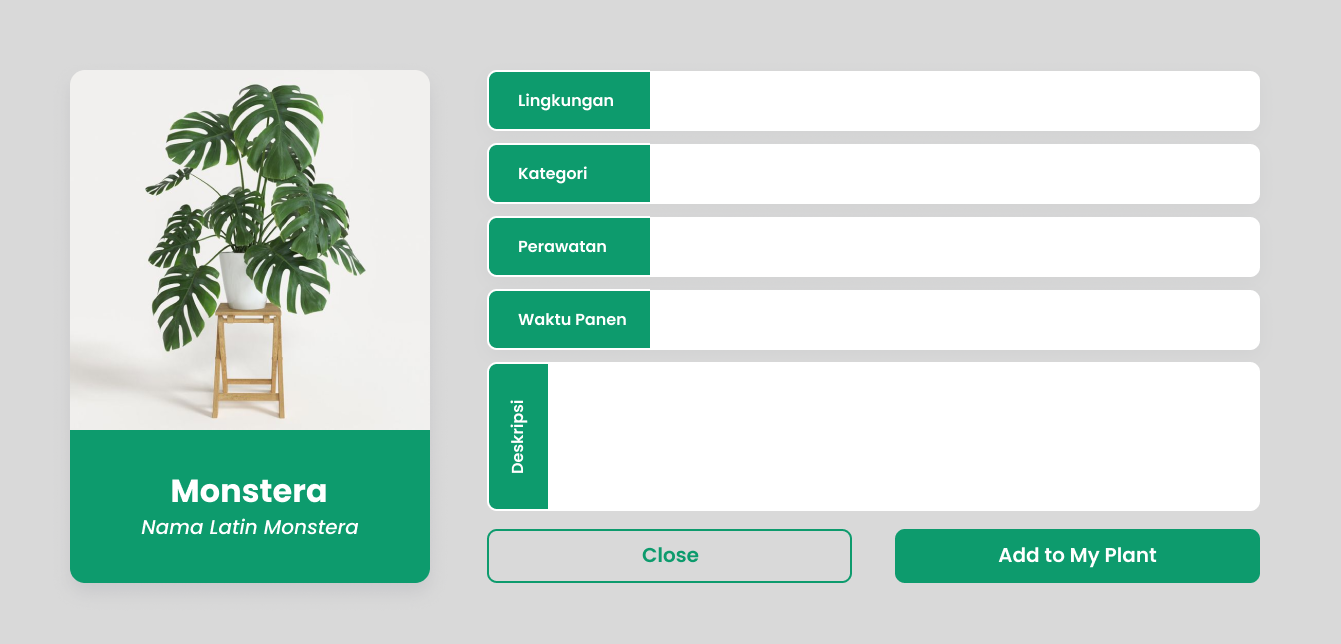 Monstera
Nama Latin Monstera
Lingkungan
Kategori
Perawatan
Waktu Panen
Deskripsi
Close
Add to My Plant